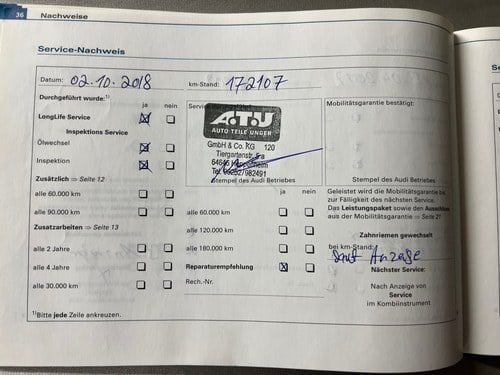 36 Nachweise
Service-Nachweis
Datum: 02.10.2018 km-Stand: 172107
Durchgeführt wurde:¹⁾
ja nein
LongLife Service
Inspektions Service
Ölwechsel
Inspektion
Zusätzlich ⇒ Seite 12
alle 60.000 km
alle 90.000 km
Zusatzarbeiten ⇒ Seite 13
alle 2 Jahre
alle 4 Jahre
alle 30.000 km
¹⁾Bitte jede Zeile ankreuzen.
A.T.U
AUTO TEILE UNGER
GmbH & Co. KG 120
Tiergartenstr.
64646
Tel. 06252/982491
Stempel des Audi Betriebes
ja nein
alle 60.000 km
alle 120.000 km
alle 180.000 km
Reparaturempfehlung
Rech.-Nr.
Mobilitätsgarantie bestätigt:
Stempel des Audi Betriebes
Geleistet wird die Mobilitätsgarantie bis
zur Fälligkeit des nächsten Service.
Das Leistungspaket sowie den Ausschluss
aus der Mobilitätsgarantie ⇒ Seite 21
Zahnriemen gewechselt
bei km-Stand:
Anzeige
Nächster Service:
Nach Anzeige von
Service
im Kombiinstrument